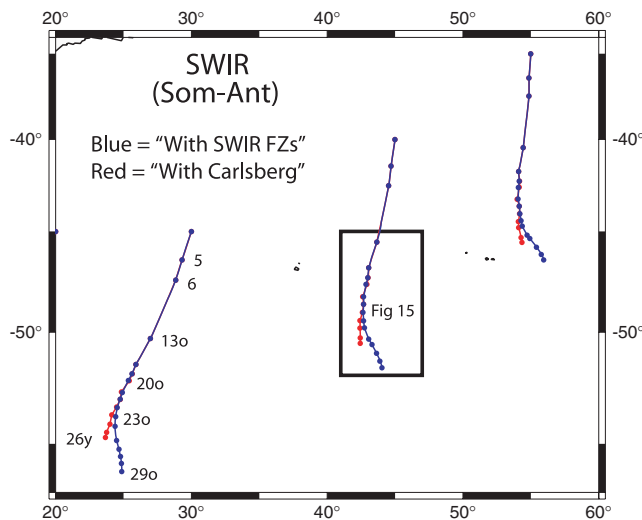 20° 30° 40° 50° 60°
SWIR
(Som-Ant)
Blue = “With SWIR FZs”
Red = “With Carlsberg”
-40° -40°
5
6
Fig 15
-50° 13o -50°
20o
23o
26y
29o
20° 30° 40° 50° 60°